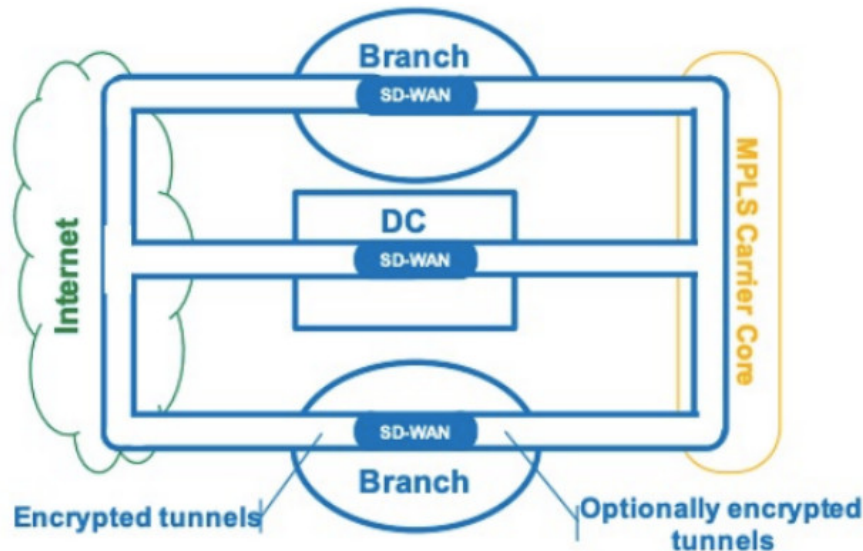 Branch
SD-WAN
Internet
DC
SD-WAN
MPLS Carrier Core
SD-WAN
Branch
Encrypted tunnels
Optionally encrypted
tunnels